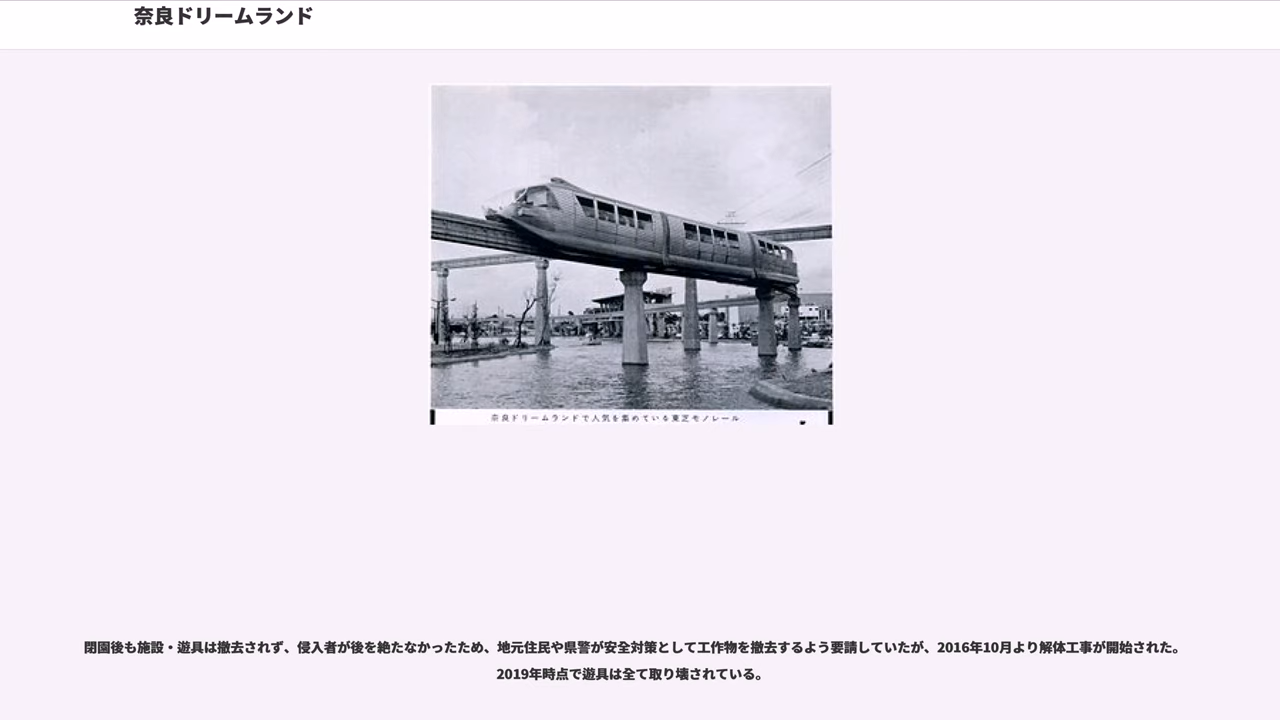 奈良ドリームランド
奈良ドリームランドで人気を集めている東芝モノレール
閉園後も施設・遊具は撤去されず、侵入者が後を絶たなかったため、地元住民や県警が安全対策として工作物を撤去するよう要請していたが、2016年10月より解体工事が開始された。
2019年時点で遊具は全て取り壊されている。